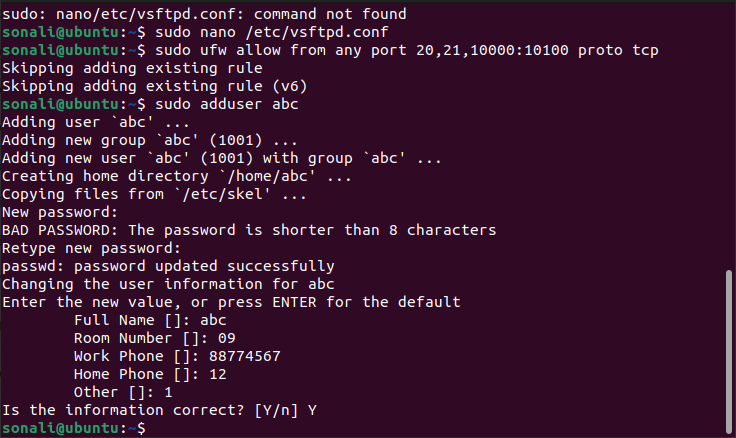 sudo: nano/etc/vsftpd.conf: command not found
sonali@ubuntu:~$ sudo nano /etc/vsftpd.conf
sonali@ubuntu:~$ sudo ufw allow from any port 20,21,10000:10100 proto tcp
Skipping adding existing rule
Skipping adding existing rule (v6)
sonali@ubuntu:~$ sudo adduser abc
Adding user `abc' ...
Adding new group `abc' (1001) ...
Adding new user `abc' (1001) with group `abc' ...
Creating home directory `/home/abc' ...
Copying files from `/etc/skel' ...
New password:
BAD PASSWORD: The password is shorter than 8 characters
Retype new password:
passwd: password updated successfully
Changing the user information for abc
Enter the new value, or press ENTER for the default
Full Name []: abc
Room Number []: 09
Work Phone []: 88774567
Home Phone []: 12
Other []: 1
Is the information correct? [Y/n] Y
sonali@ubuntu:~$